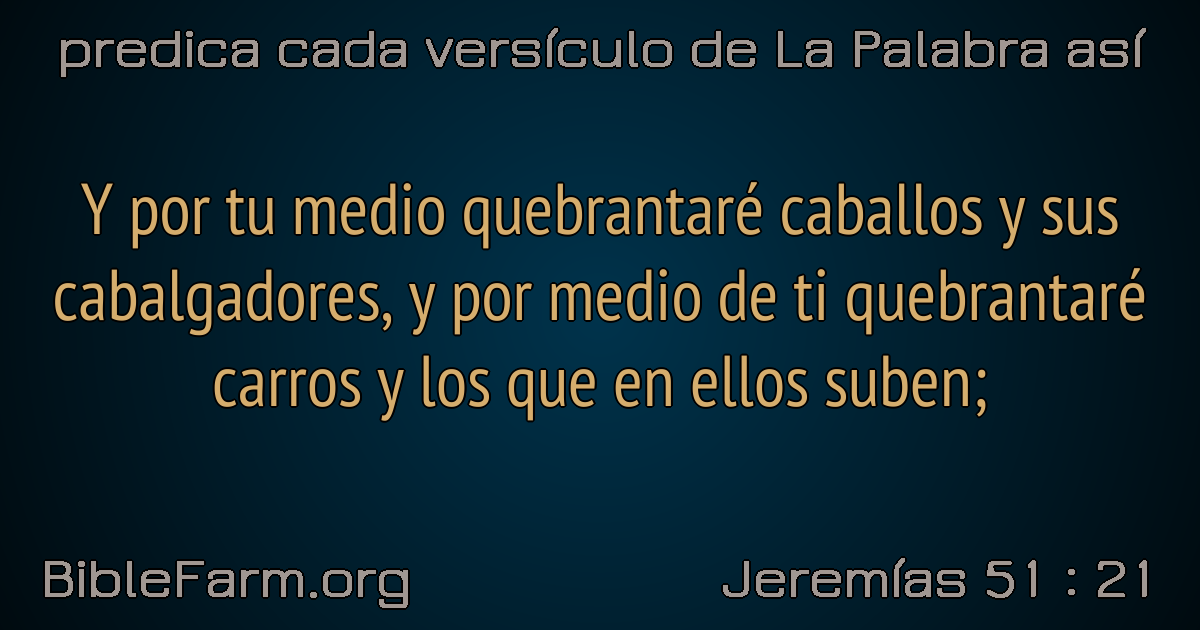 predica cada versículo de La Palabra así
Y por tu medio quebrantaré caballos y sus
cabalgadores, y por medio de ti quebrantaré
carros y los que en ellos suben;
BibleFarm.org
Jeremías 51 : 21